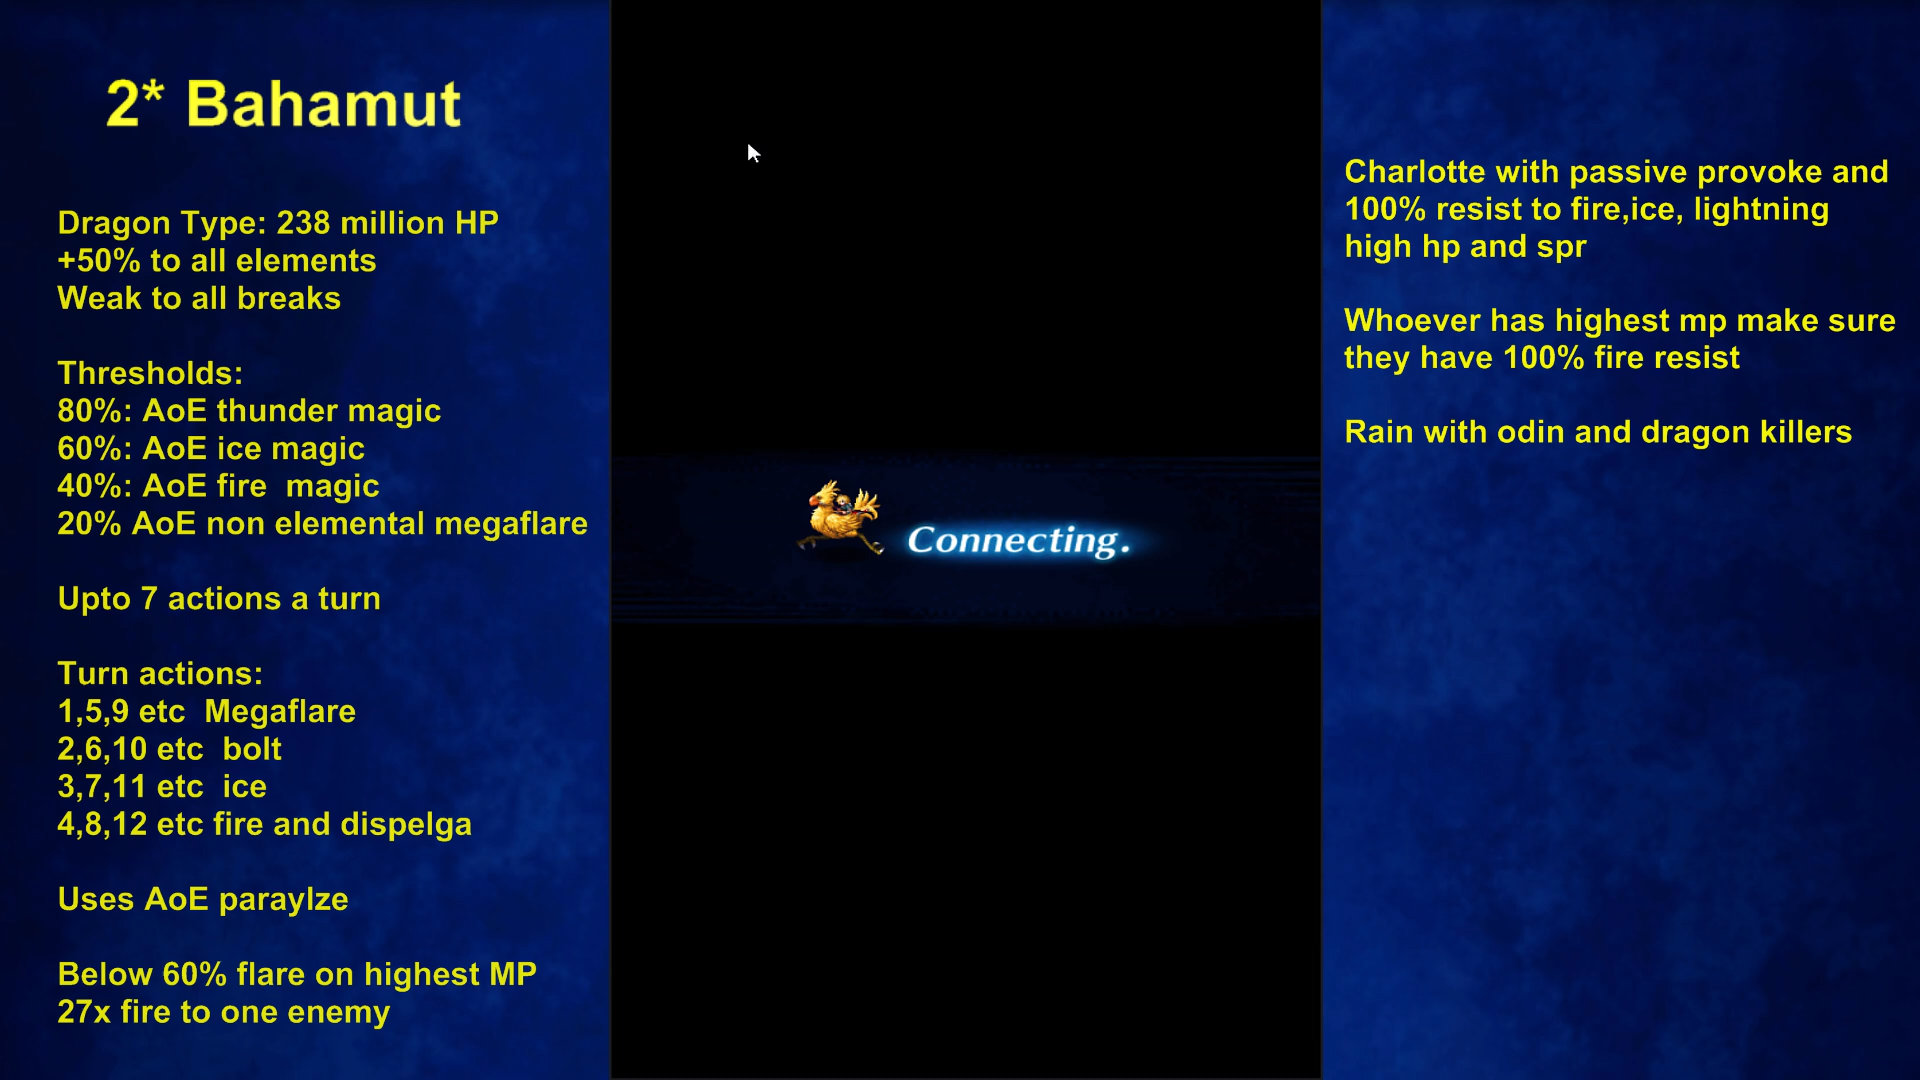 2* Bahamut
Dragon Type: 238 million HP
+50% to all elements
Weak to all breaks
Thresholds:
80%: AoE thunder magic
60%: AoE ice magic
40%: AoE fire  magic
20% AoE non elemental megaflare
Upto 7 actions a turn
Turn actions:
1,5,9 etc  Megaflare
2,6,10 etc  bolt
3,7,11 etc  ice
4,8,12 etc fire and dispelga
Uses AoE paraylze
Below 60% flare on highest MP
27x fire to one enemy
Connecting.
Charlotte with passive provoke and
100% resist to fire,ice, lightning
high hp and spr
Whoever has highest mp make sure
they have 100% fire resist
Rain with odin and dragon killers